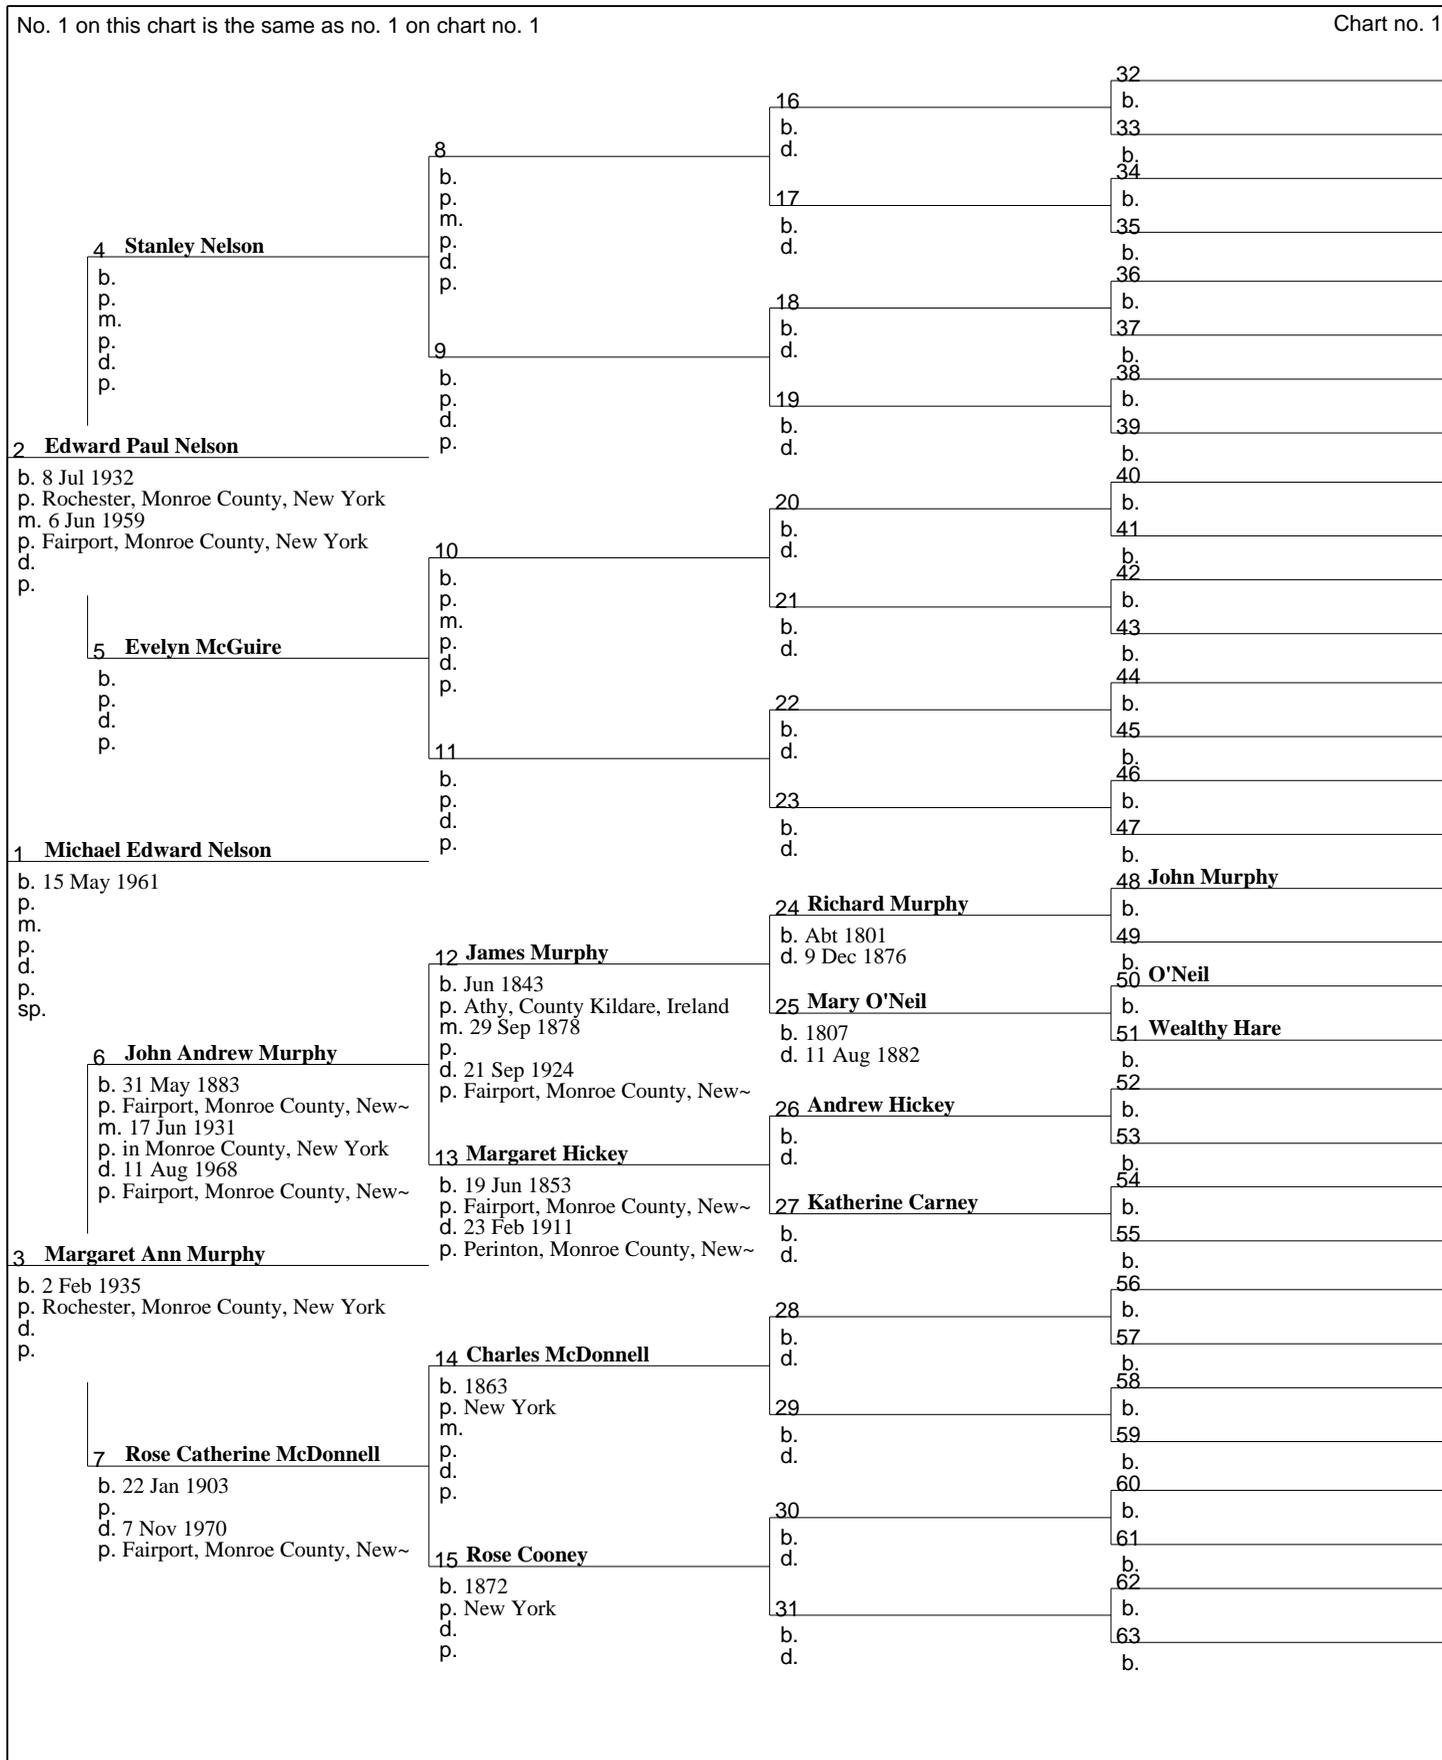 No. 1 on this chart is the same as no. 1 on chart no. 1
Chart no. 1
1 Michael Edward Nelson
b. 15 May 1961
p.
m.
p.
d.
p.
sp.
2 Edward Paul Nelson
b. 8 Jul 1932
p. Rochester, Monroe County, New York
m. 6 Jun 1959
p. Fairport, Monroe County, New York
d.
p.
3 Margaret Ann Murphy
b. 2 Feb 1935
p. Rochester, Monroe County, New York
d.
p.
4 Stanley Nelson
b.
p.
m.
p.
d.
p.
5 Evelyn McGuire
b.
p.
d.
p.
6 John Andrew Murphy
b. 31 May 1883
p. Fairport, Monroe County, New~
m. 17 Jun 1931
p. in Monroe County, New York
d. 11 Aug 1968
p. Fairport, Monroe County, New~
7 Rose Catherine McDonnell
b. 22 Jan 1903
p.
d. 7 Nov 1970
p. Fairport, Monroe County, New~
8
b.
p.
m.
p.
d.
p.
9
b.
p.
d.
p.
10
b.
p.
m.
p.
d.
p.
11
b.
p.
d.
p.
12 James Murphy
b. Jun 1843
p. Athy, County Kildare, Ireland
m. 29 Sep 1878
p.
d. 21 Sep 1924
p. Fairport, Monroe County, New~
13 Margaret Hickey
b. 19 Jun 1853
p. Fairport, Monroe County, New~
d. 23 Feb 1911
p. Perinton, Monroe County, New~
14 Charles McDonnell
b. 1863
p. New York
m.
p.
d.
p.
15 Rose Cooney
b. 1872
p. New York
d.
p.
16
b.
d.
17
b.
d.
18
b.
d.
19
b.
d.
20
b.
d.
21
b.
d.
22
b.
d.
23
b.
d.
24 Richard Murphy
b. Abt 1801
d. 9 Dec 1876
25 Mary O'Neil
b. 1807
d. 11 Aug 1882
26 Andrew Hickey
b.
d.
27 Katherine Carney
b.
d.
28
b.
d.
29
b.
d.
30
b.
d.
31
b.
d.
32
b.
33
b.
34
b.
35
b.
36
b.
37
b.
38
b.
39
b.
40
b.
41
b.
42
b.
43
b.
44
b.
45
b.
46
b.
47
b.
48 John Murphy
b.
49
b.
50 O'Neil
b.
51 Wealthy Hare
b.
52
b.
53
b.
54
b.
55
b.
56
b.
57
b.
58
b.
59
b.
60
b.
61
b.
62
b.
63
b.